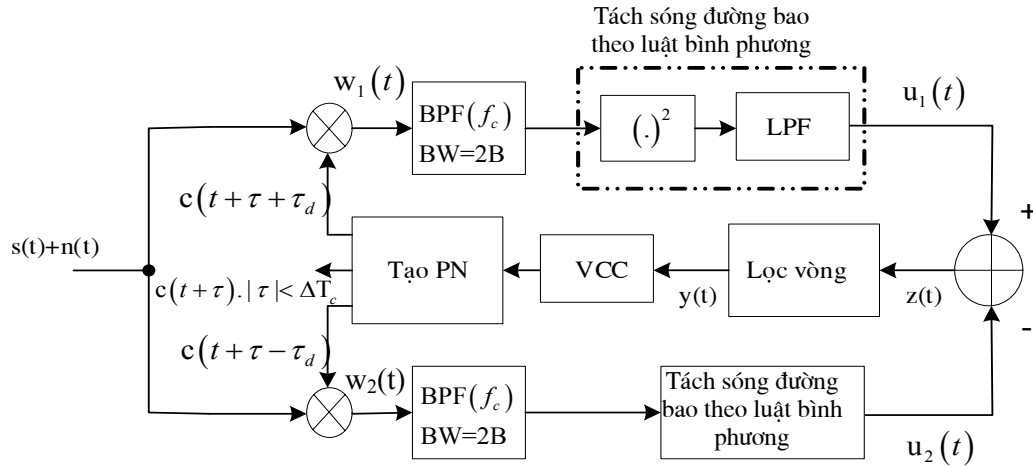 Tách sóng đường bao
theo luật bình phương
w₁(t)
BPF(f_c)
BW=2B
(.)²
LPF
u₁(t)
c(t + τ + τ_d)
+
s(t)+n(t)
Tạo PN
VCC
Lọc vòng
c(t + τ).| τ |< ΔT_c
y(t)
z(t)
-
c(t + τ − τ_d)
w₂(t)
BPF(f_c)
BW=2B
Tách sóng đường
bao theo luật bình
phương
u₂(t)